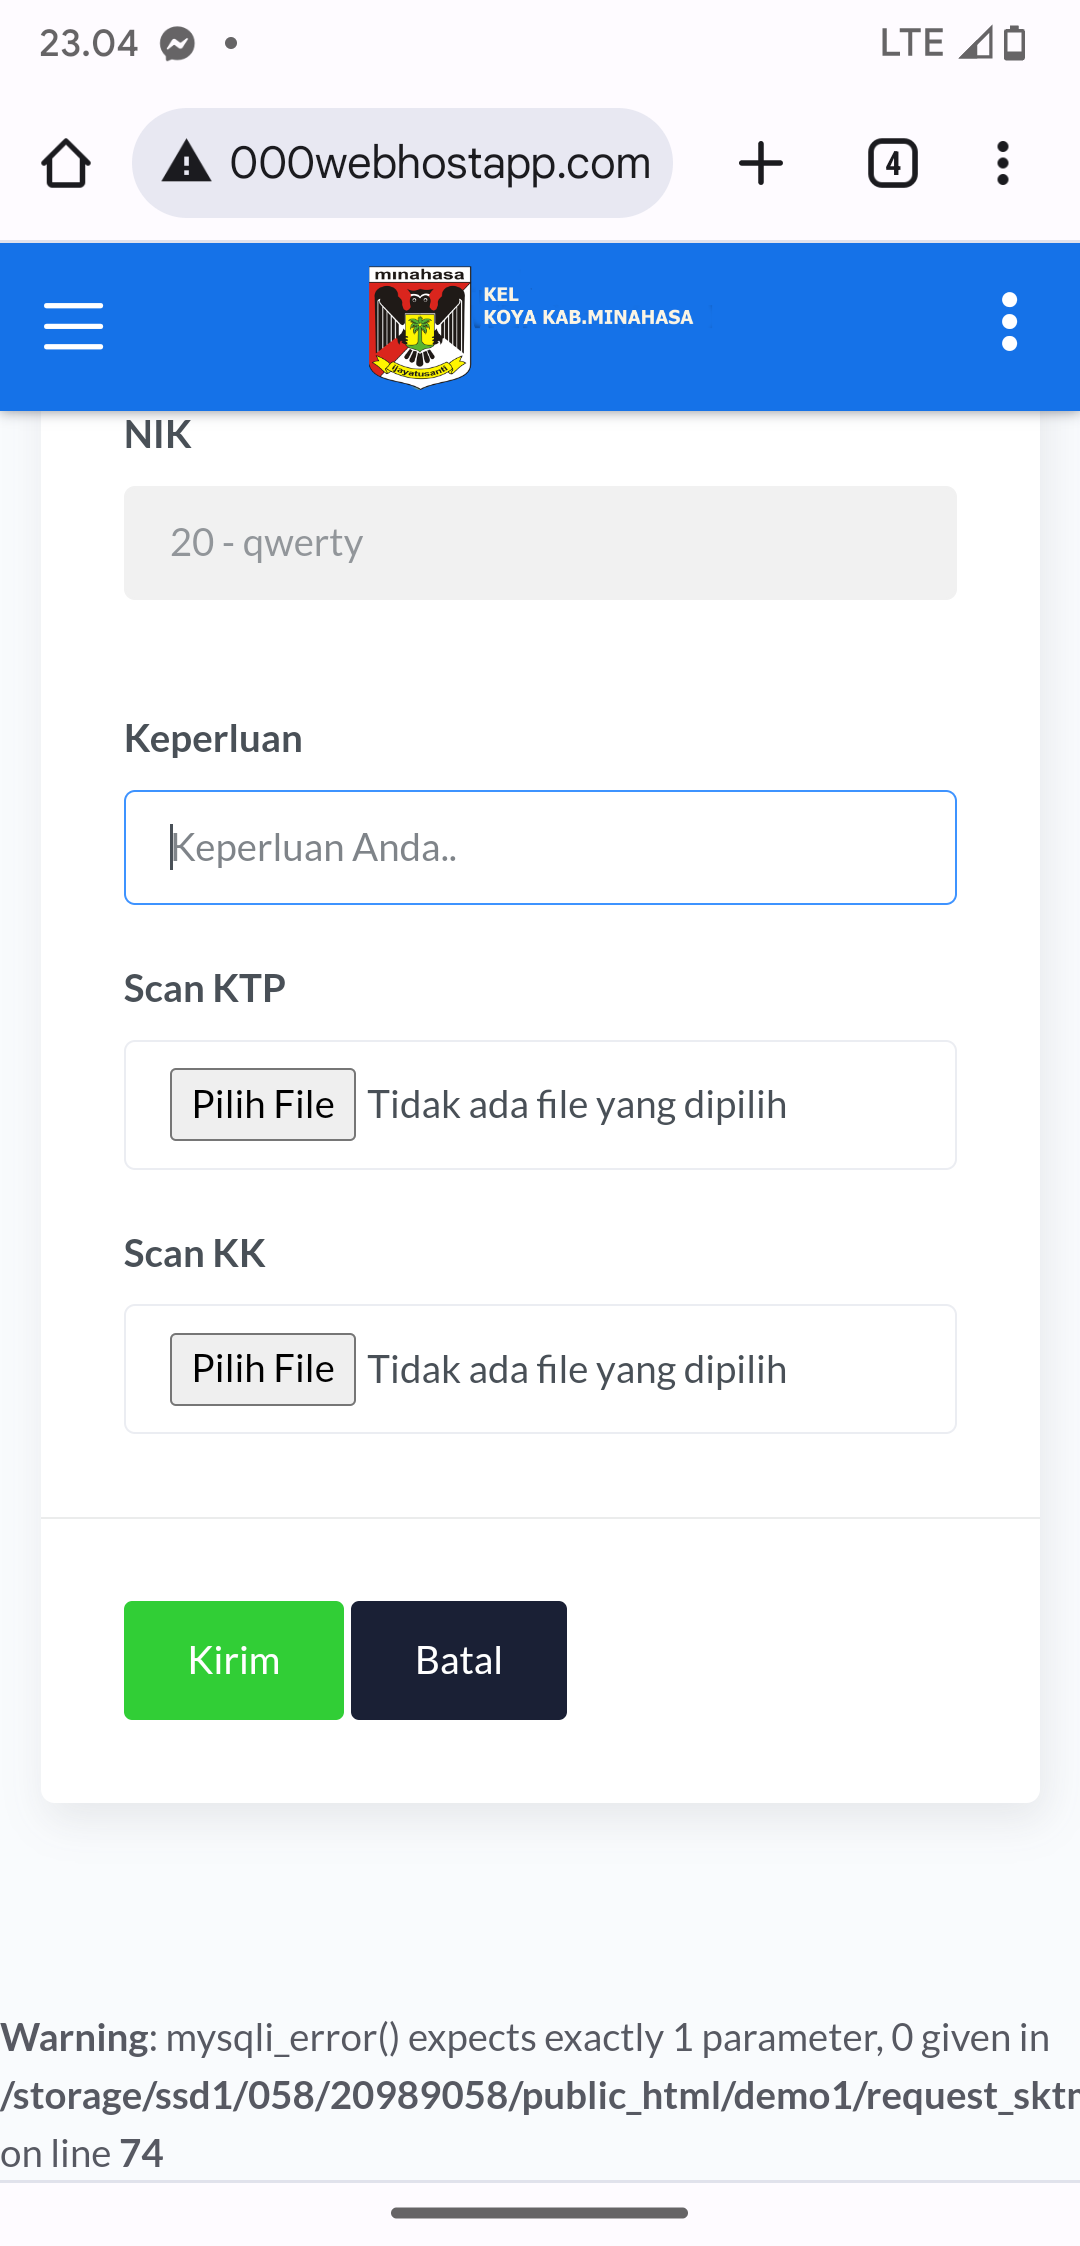 23.04
LTE
000webhostapp.com
4
minahasa
KEL
KOYA KAB.MINAHASA
ijayatusanti
NIK
20 - qwerty
Keperluan
Keperluan Anda..
Scan KTP
Pilih File Tidak ada file yang dipilih
Scan KK
Pilih File Tidak ada file yang dipilih
Kirim Batal
Warning: mysqli_error() expects exactly 1 parameter, 0 given in
/storage/ssd1/058/20989058/public_html/demo1/request_sktm
on line 74